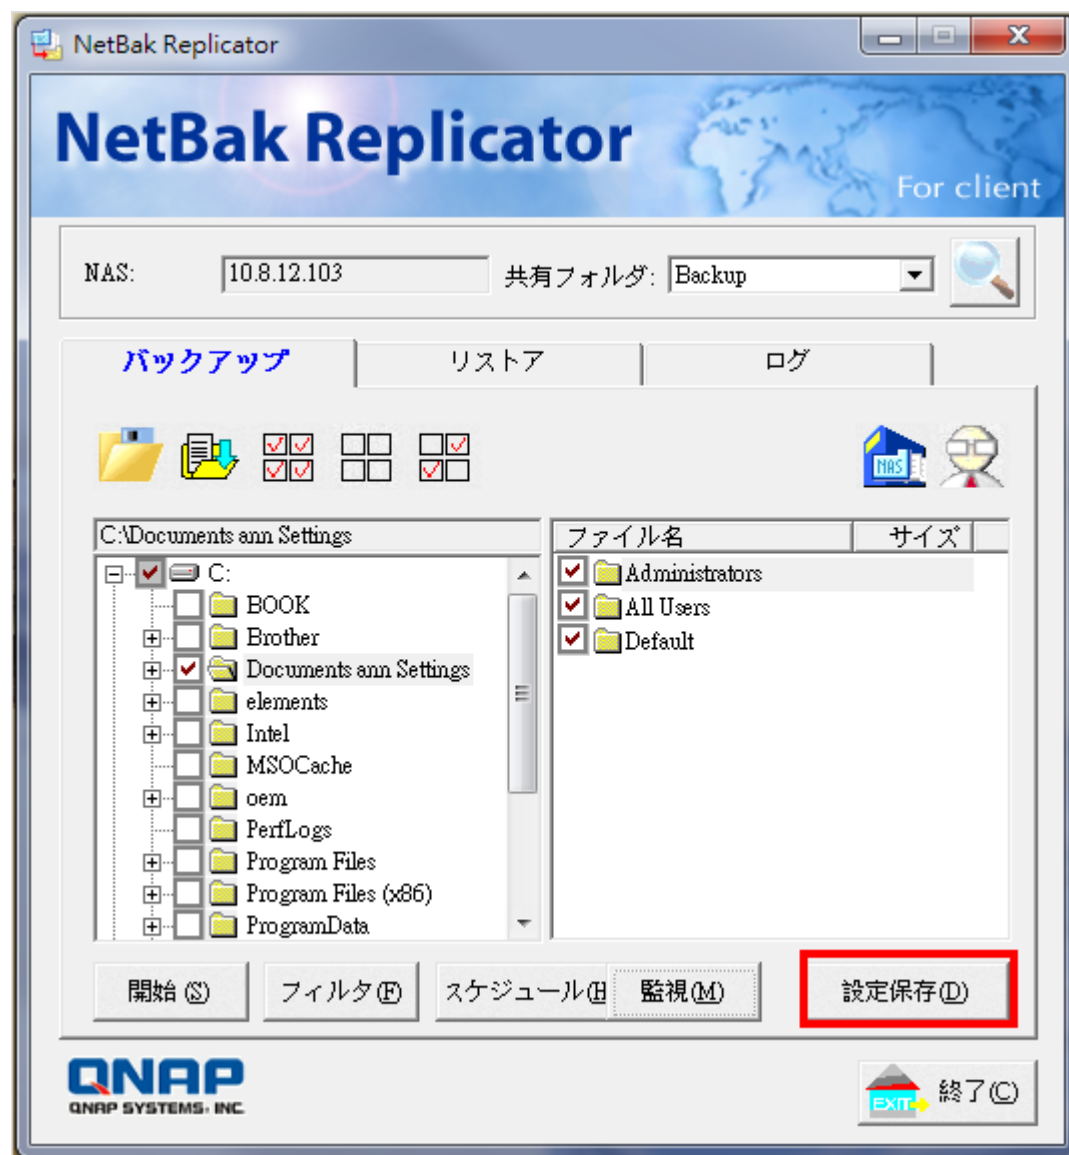 NetBak Replicator
NetBak Replicator
For client
NAS: 10.8.12.103 共有フォルダ: Backup
バックアップ リストア ログ
NAS
C:\Documents ann Settings
C:
BOOK
Brother
Documents ann Settings
elements
Intel
MSOCache
oem
PerfLogs
Program Files
Program Files (x86)
ProgramData
ファイル名 サイズ
Administrators
All Users
Default
開始 (S) フィルタ(F) スケジュール(H 監視(M) 設定保存(D)
QNAP
QNAP SYSTEMS, INC.
EXIT 終了(C)